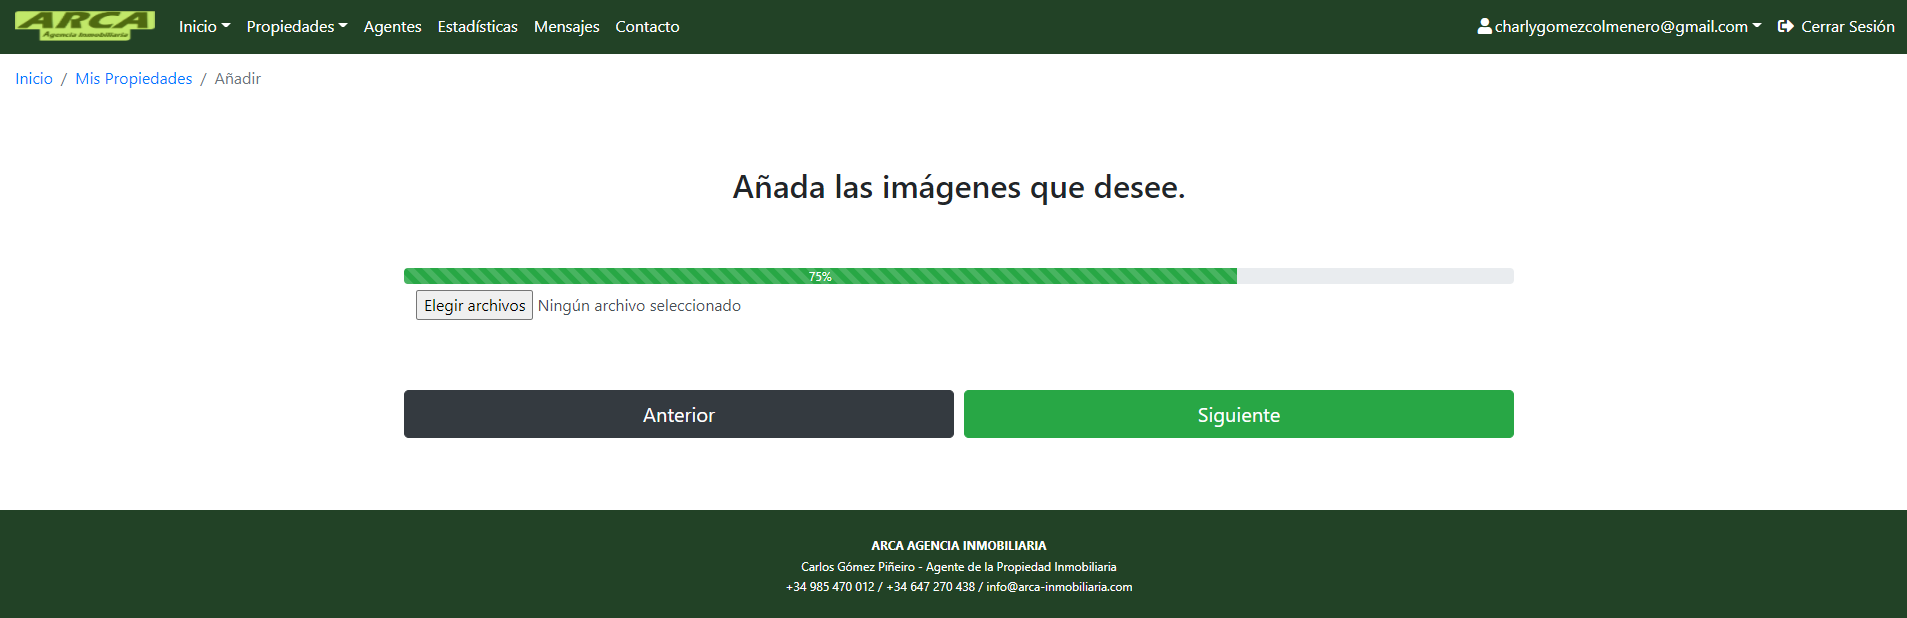 ARCA
Agencia Inmobiliaria
Inicio Propiedades Agentes Estadísticas Mensajes Contacto charlygomezcolmenero@gmail.com Cerrar Sesión
Inicio / Mis Propiedades / Añadir
Añada las imágenes que desee.
75%
Elegir archivos Ningún archivo seleccionado
Anterior Siguiente
ARCA AGENCIA INMOBILIARIA
Carlos Gómez Piñeiro - Agente de la Propiedad Inmobiliaria
+34 985 470 012 / +34 647 270 438 / info@arca-inmobiliaria.com